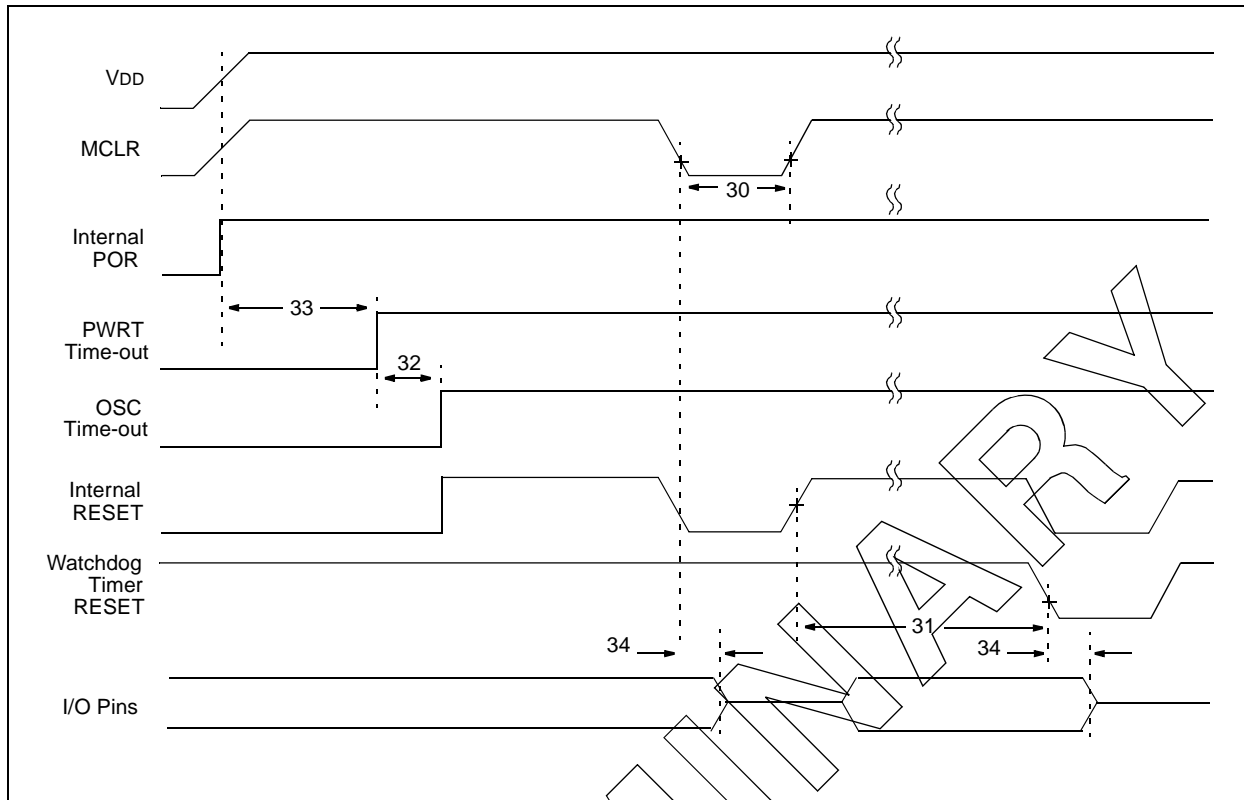 VDD
MCLR
30
Internal
POR
33
PWRT
Time-out
32
OSC
Time-out
Internal
RESET
Watchdog
Timer
RESET
31
34
34
I/O Pins
INARY